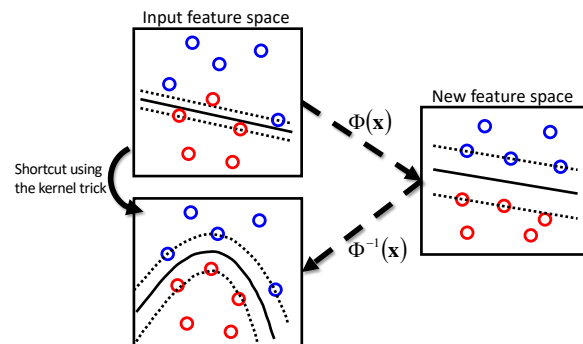 Input feature space
Φ(x)
New feature space
Shortcut using
the kernel trick
Φ⁻¹(x)